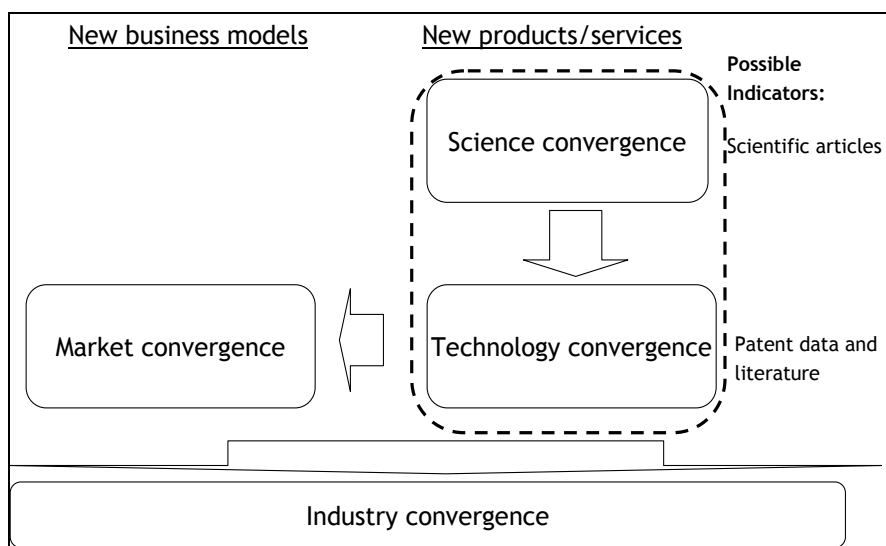 New business models
New products/services
Possible
Indicators:
Science convergence
Scientific articles
Market convergence
Technology convergence
Patent data and
literature
Industry convergence